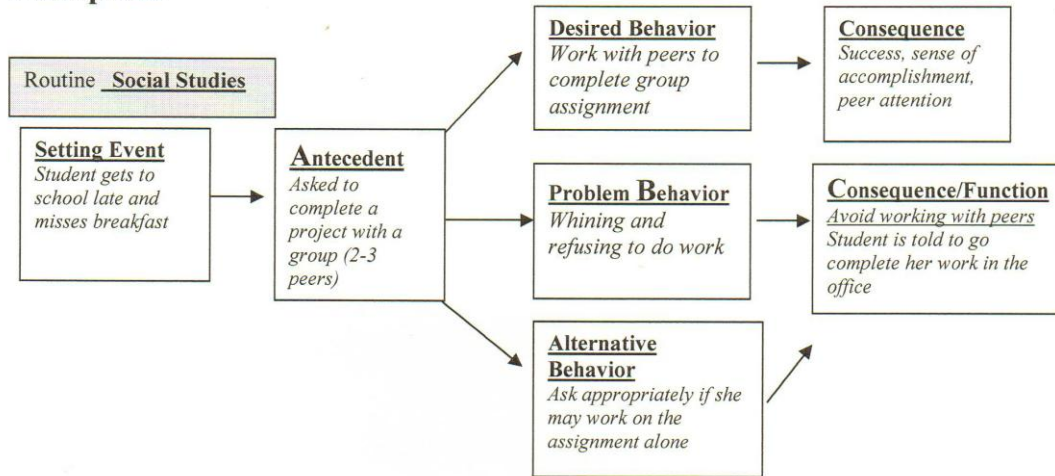 Routine _Social Studies
Setting Event
Student gets to
school late and
misses breakfast
Antecedent
Asked to
complete a
project with a
group (2-3
peers)
Desired Behavior
Work with peers to
complete group
assignment
Consequence
Success, sense of
accomplishment,
peer attention
Problem Behavior
Whining and
refusing to do work
Consequence/Function
Avoid working with peers
Student is told to go
complete her work in the
office
Alternative
Behavior
Ask appropriately if she
may work on the
assignment alone